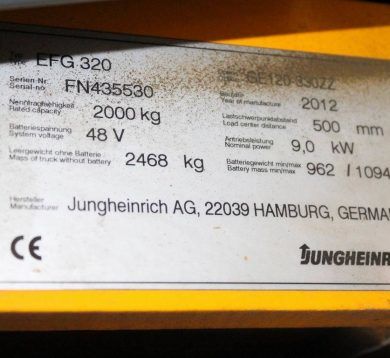 Type EFG 320 GE120-330ZZ
Serien-Nr. Baujahr
Serial-no FN435530 Year of manufacture 2012
Nenntragfähigkeit Lastschwerpunktabstand
Rated capacity 2000 kg Load center distance 500 mm
Batteriespannung Antriebsleistung
System voltage 48 V Nominal power 9,0 kW
Leergewicht ohne Batterie Batteriegewicht min/max
Mass of truck without battery 2468 kg Battery mass min/max 962 / 1094
Hersteller
Manufacturer Jungheinrich AG, 22039 HAMBURG, GERMA
CE JUNGHEINR